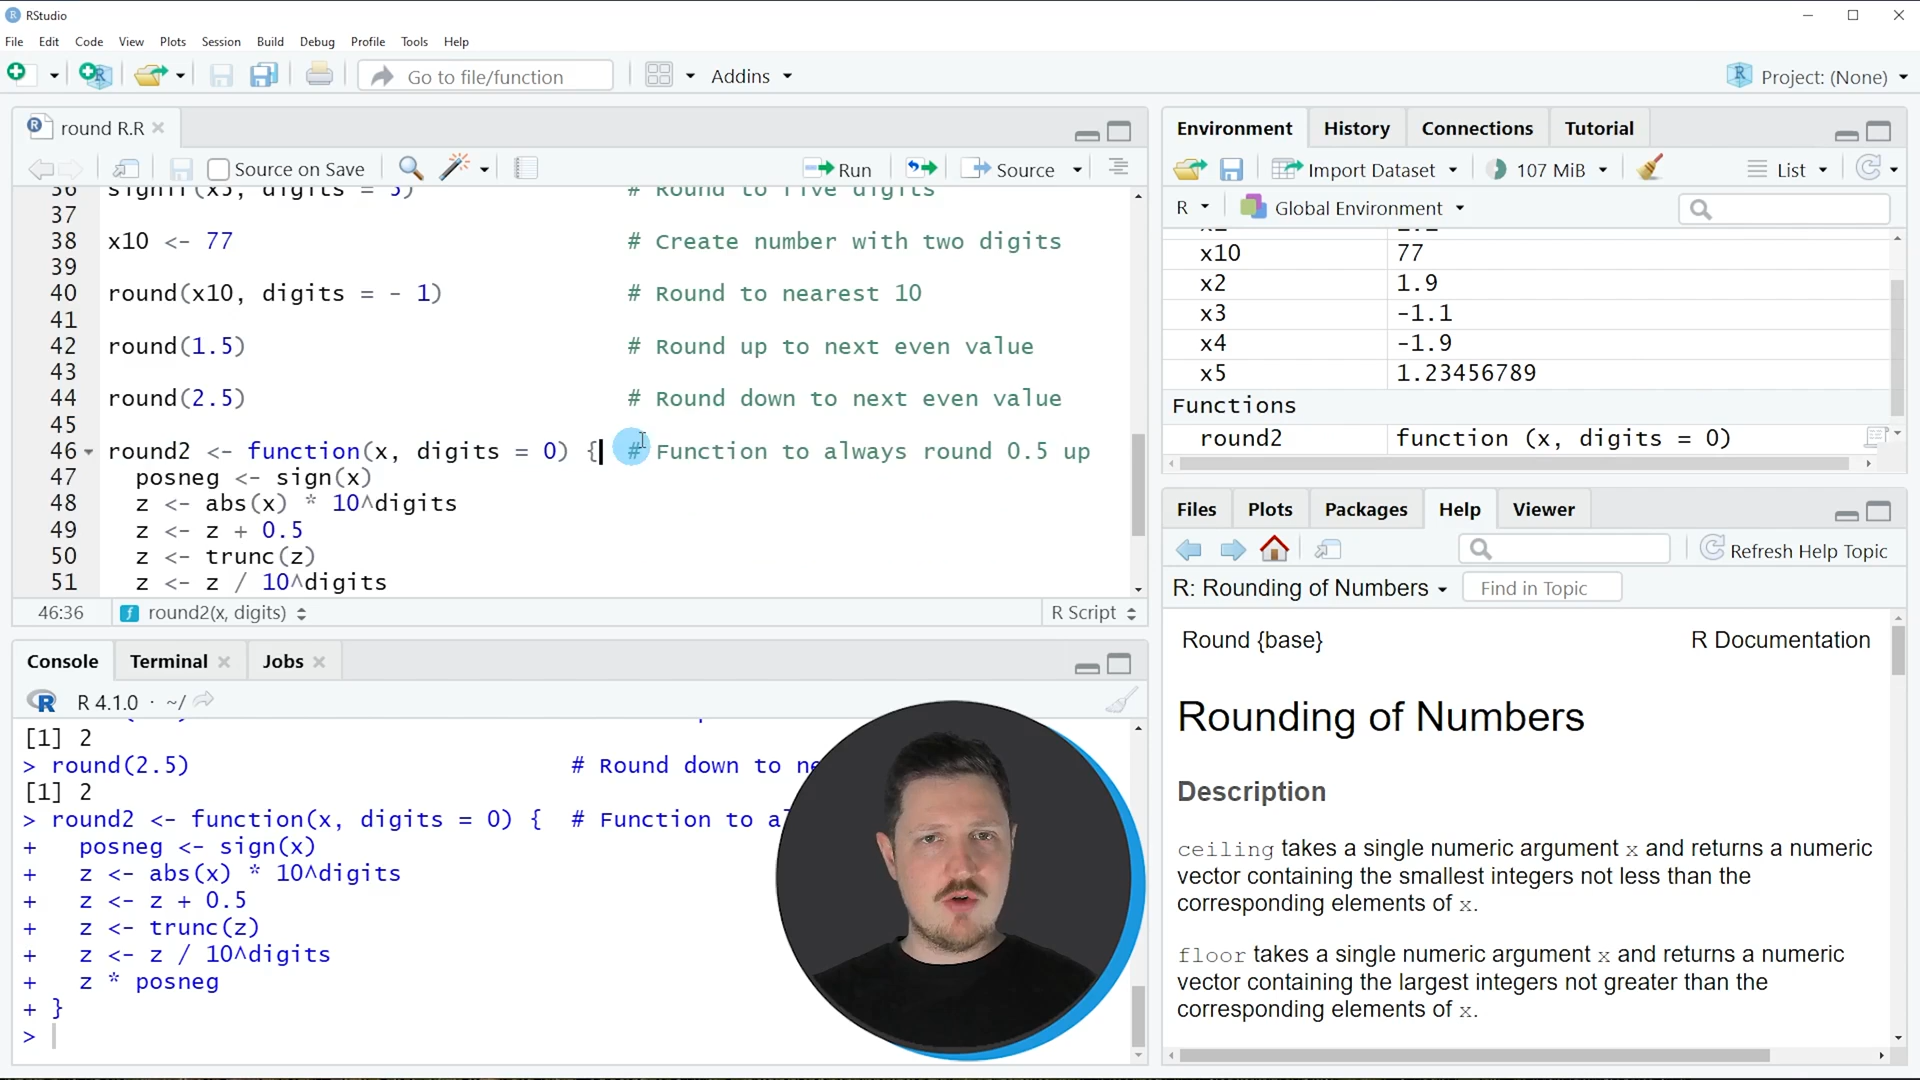 RStudio
File Edit Code View Plots Session Build Debug Profile Tools Help
Go to file/function Addins Project: (None)
round R.R
Source on Save Run Source
36 signif(x5, digits = 5) # Round to five digits
37
38 x10 <- 77 # Create number with two digits
39
40 round(x10, digits = - 1) # Round to nearest 10
41
42 round(1.5) # Round up to next even value
43
44 round(2.5) # Round down to next even value
45
46 round2 <- function(x, digits = 0) { # Function to always round 0.5 up
47 posneg <- sign(x)
48 z <- abs(x) * 10^digits
49 z <- z + 0.5
50 z <- trunc(z)
51 z <- z / 10^digits
46:36 round2(x, digits) R Script
Console Terminal Jobs
R 4.1.0 · ~/
[1] 2
> round(2.5) # Round down to ne
[1] 2
> round2 <- function(x, digits = 0) { # Function to al
+ posneg <- sign(x)
+ z <- abs(x) * 10^digits
+ z <- z + 0.5
+ z <- trunc(z)
+ z <- z / 10^digits
+ z * posneg
+ }
>
Environment History Connections Tutorial
Import Dataset 107 MiB List
R Global Environment
x10 77
x2 1.9
x3 -1.1
x4 -1.9
x5 1.23456789
Functions
round2 function (x, digits = 0)
Files Plots Packages Help Viewer
Refresh Help Topic
R: Rounding of Numbers Find in Topic
Round {base} R Documentation
Rounding of Numbers
Description
ceiling takes a single numeric argument x and returns a numeric
vector containing the smallest integers not less than the
corresponding elements of x.
floor takes a single numeric argument x and returns a numeric
vector containing the largest integers not greater than the
corresponding elements of x.